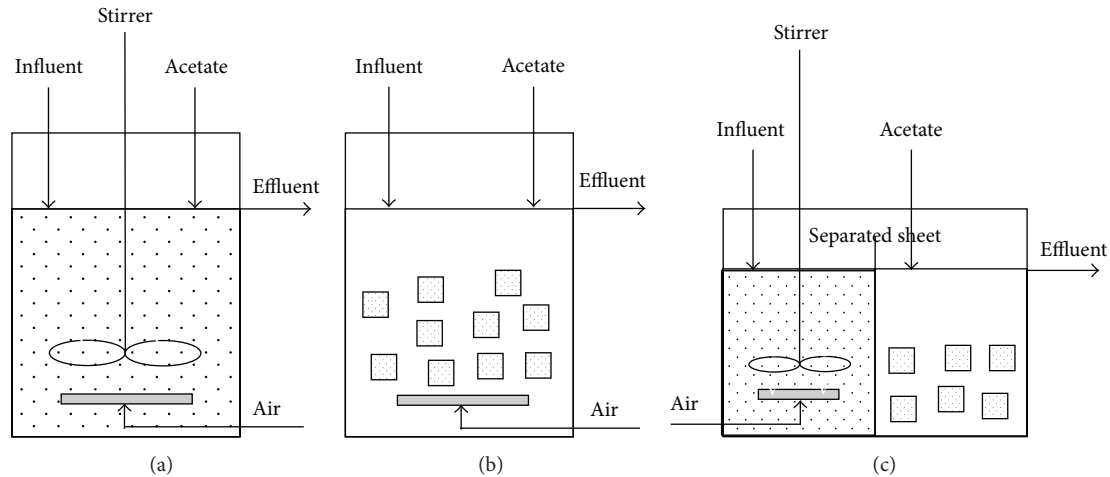 Stirrer
Influent
Acetate
Effluent
Air
(a)
Influent
Acetate
Effluent
Air
(b)
Stirrer
Influent
Acetate
Separated sheet
Effluent
Air
(c)